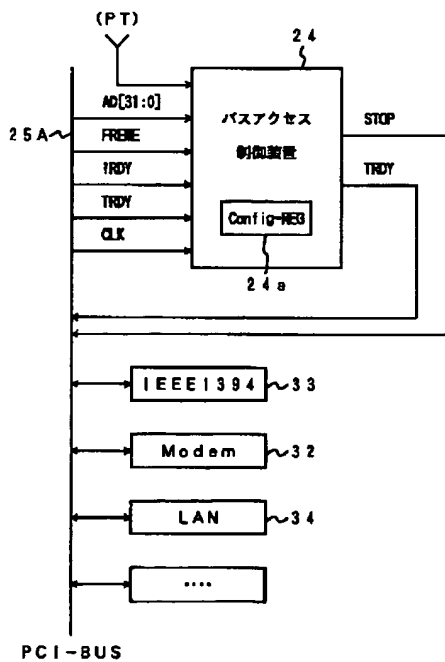 (PT)
24
AD[31:0]
バスアクセス
制御装置
STOP
25A
FREME
IRDY
TRDY
TRDY
CLK
Config-REG
24a
IEEE1394
33
Modem
32
LAN
34
····
PCI-BUS